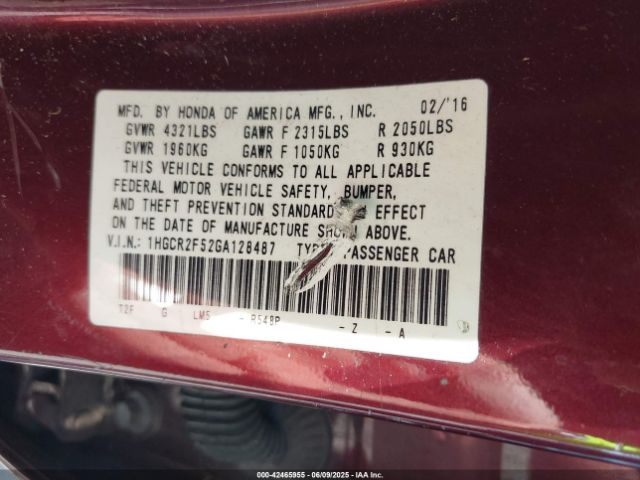 MFD. BY HONDA OF AMERICA MFG., INC. 02/'16
GVWR 4321LBS GAWR F 2315LBS R 2050LBS
GVWR 1960KG GAWR F 1050KG R 930KG
THIS VEHICLE CONFORMS TO ALL APPLICABLE
FEDERAL MOTOR VEHICLE SAFETY, BUMPER,
AND THEFT PREVENTION STANDARD EFFECT
ON THE DATE OF MANUFACTURE SHOWN ABOVE.
V.I.N.: 1HGCR2F52GA128487 TYPE: PASSENGER CAR
T2F G LM5 - R548P - Z - A
000-42465955 | 06/09/2025 | IAA Inc.